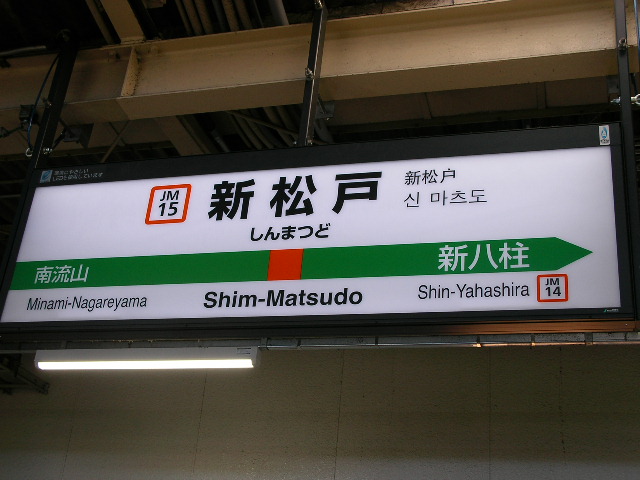 JM
15
新松戸
新松戸
신 마츠도
しんまつど
南流山
新八柱
Minami-Nagareyama
Shim-Matsudo
Shin-Yahashira
JM
14